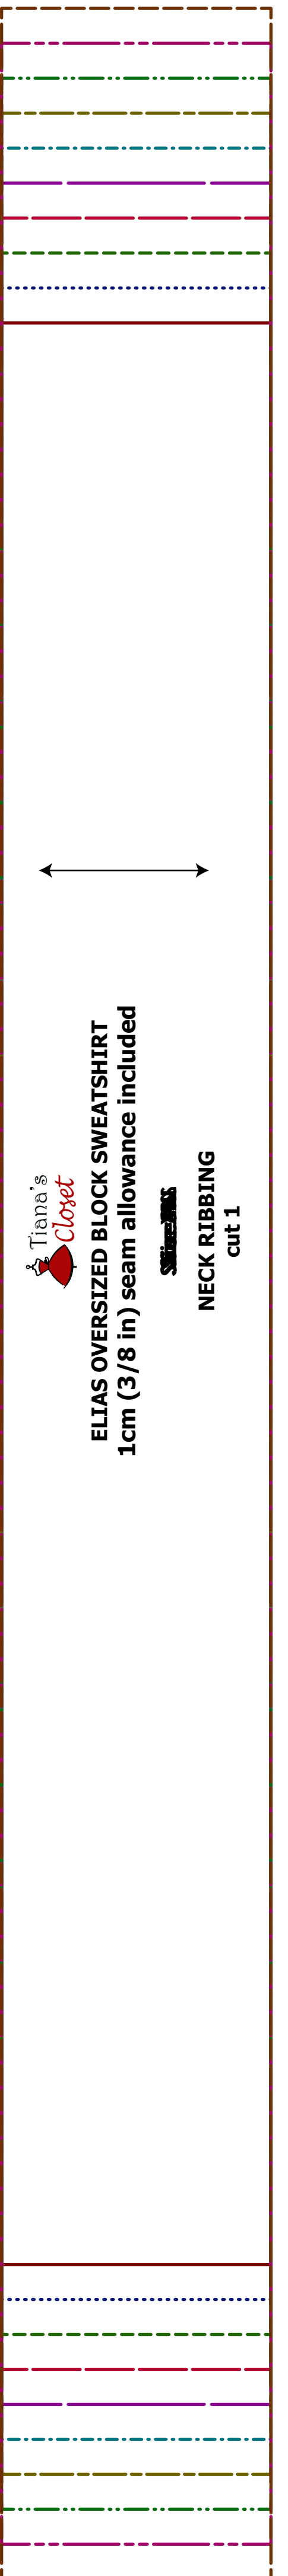 Tiana's
Closet
ELIAS OVERSIZED BLOCK SWEATSHIRT
1cm (3/8 in) seam allowance included
NECK RIBBING
cut 1